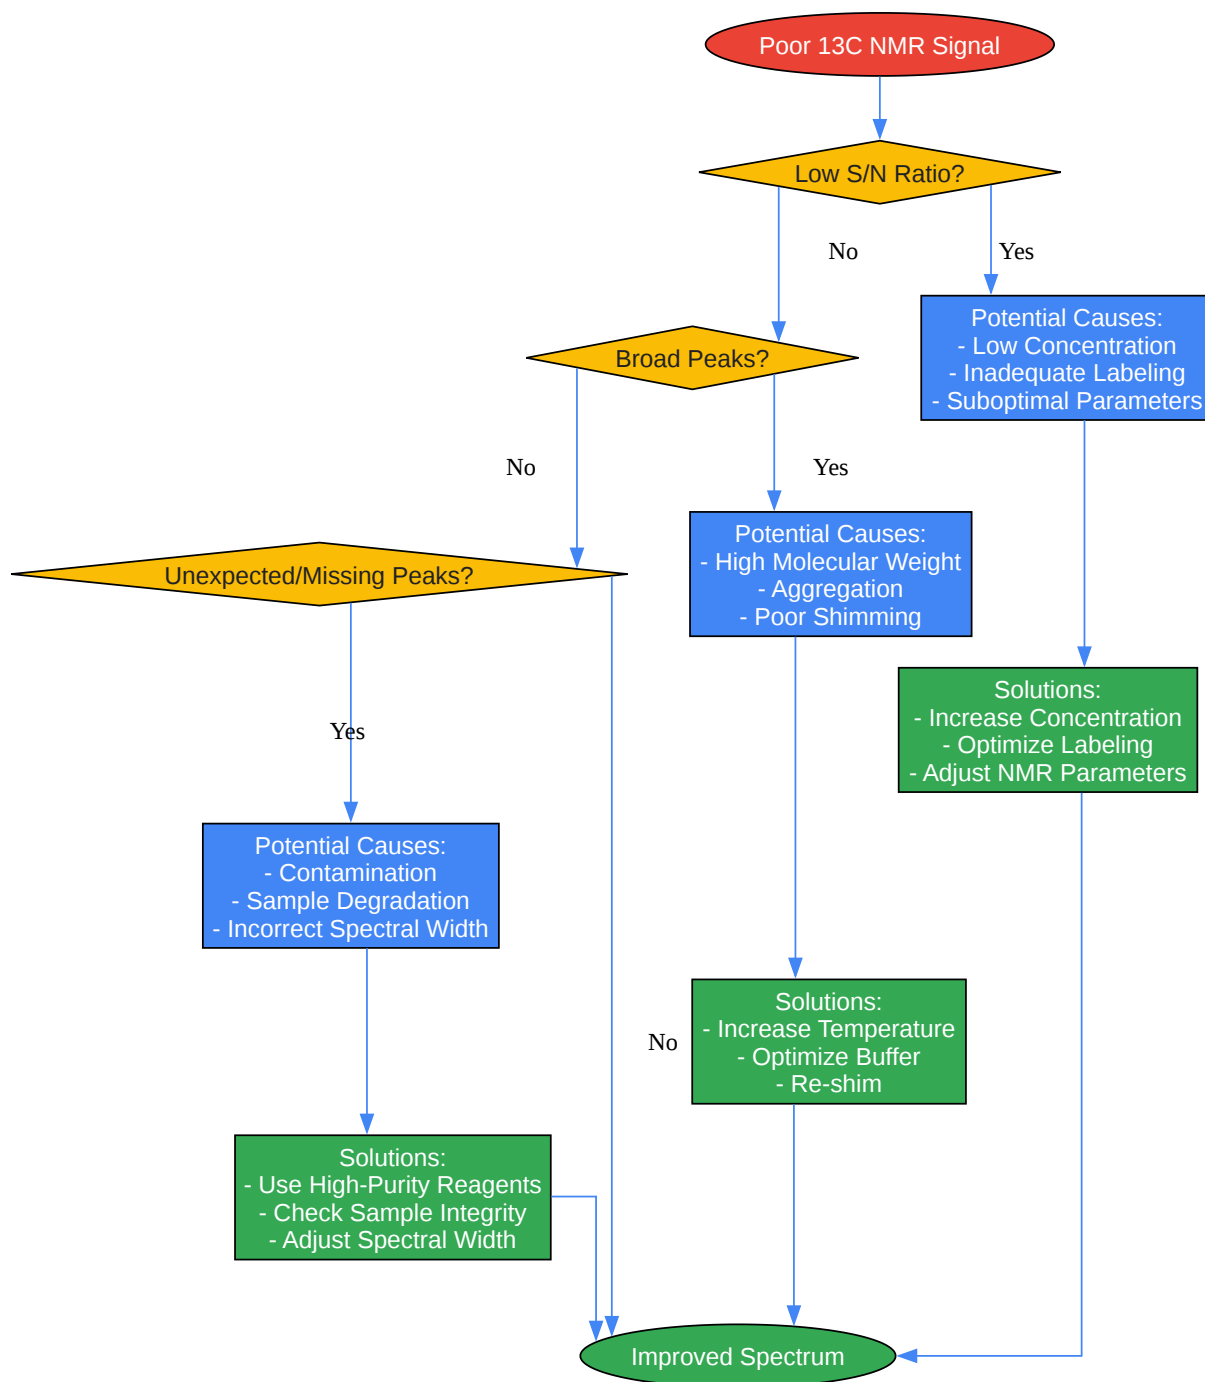 Poor 13C NMR Signal
Low S/N Ratio?
No
Yes
Potential Causes:
- Low Concentration
- Inadequate Labeling
- Suboptimal Parameters
Broad Peaks?
No
Yes
Potential Causes:
- High Molecular Weight
- Aggregation
- Poor Shimming
Unexpected/Missing Peaks?
Solutions:
- Increase Concentration
- Optimize Labeling
- Adjust NMR Parameters
Yes
Potential Causes:
- Contamination
- Sample Degradation
- Incorrect Spectral Width
No
Solutions:
- Increase Temperature
- Optimize Buffer
- Re-shim
Solutions:
- Use High-Purity Reagents
- Check Sample Integrity
- Adjust Spectral Width
Improved Spectrum